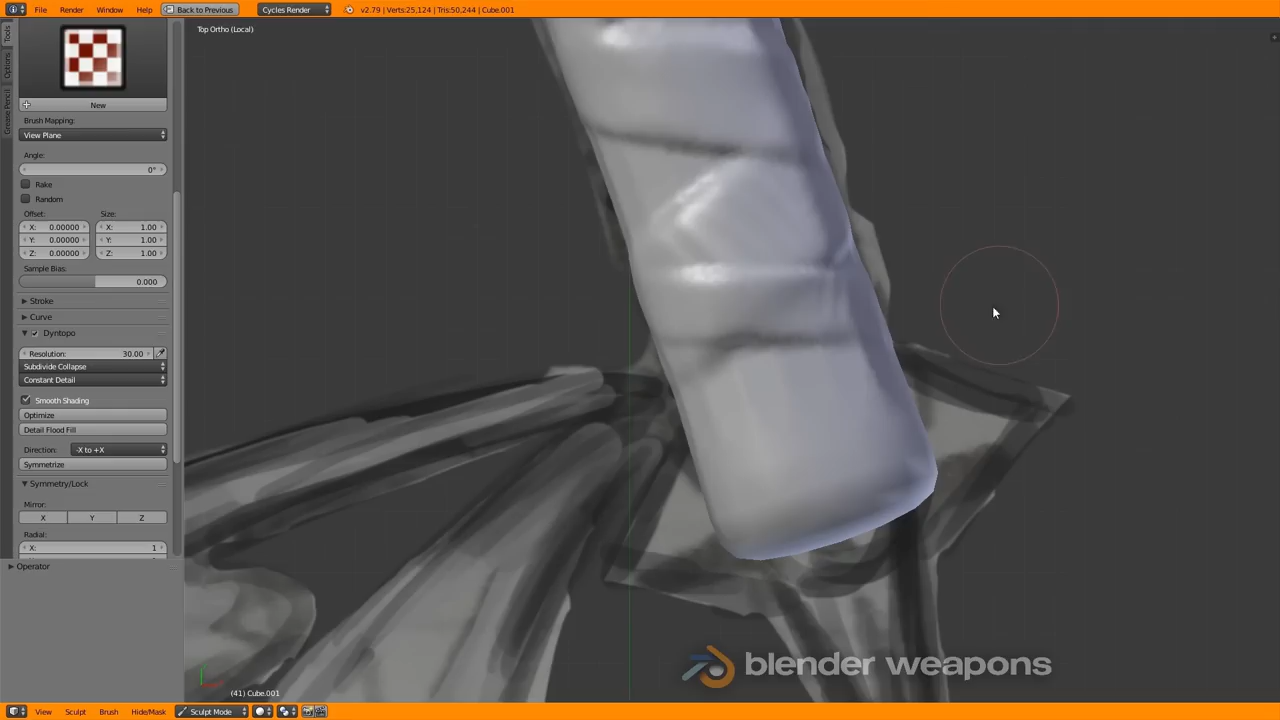 File Render Window Help Back to Previous Cycles Render v2.79 | Verts:25,124 | Tris:50,244 | Cube.001
Top Ortho (Local)
Tools
Options
Grease Pencil
New
Brush Mapping:
View Plane
Angle:
0°
Rake
Random
Offset: Size:
X: 0.00000 X: 1.00
Y: 0.00000 Y: 1.00
Z: 0.00000 Z: 1.00
Sample Bias:
0.000
Stroke
Curve
Dyntopo
Resolution: 30.00
Subdivide Collapse
Constant Detail
Smooth Shading
Optimize
Detail Flood Fill
Direction: -X to +X
Symmetrize
Symmetry/Lock
Mirror:
X Y Z
Radial:
X: 1
Operator
blender weapons
(41) Cube.001
View Sculpt Brush Hide/Mask Sculpt Mode